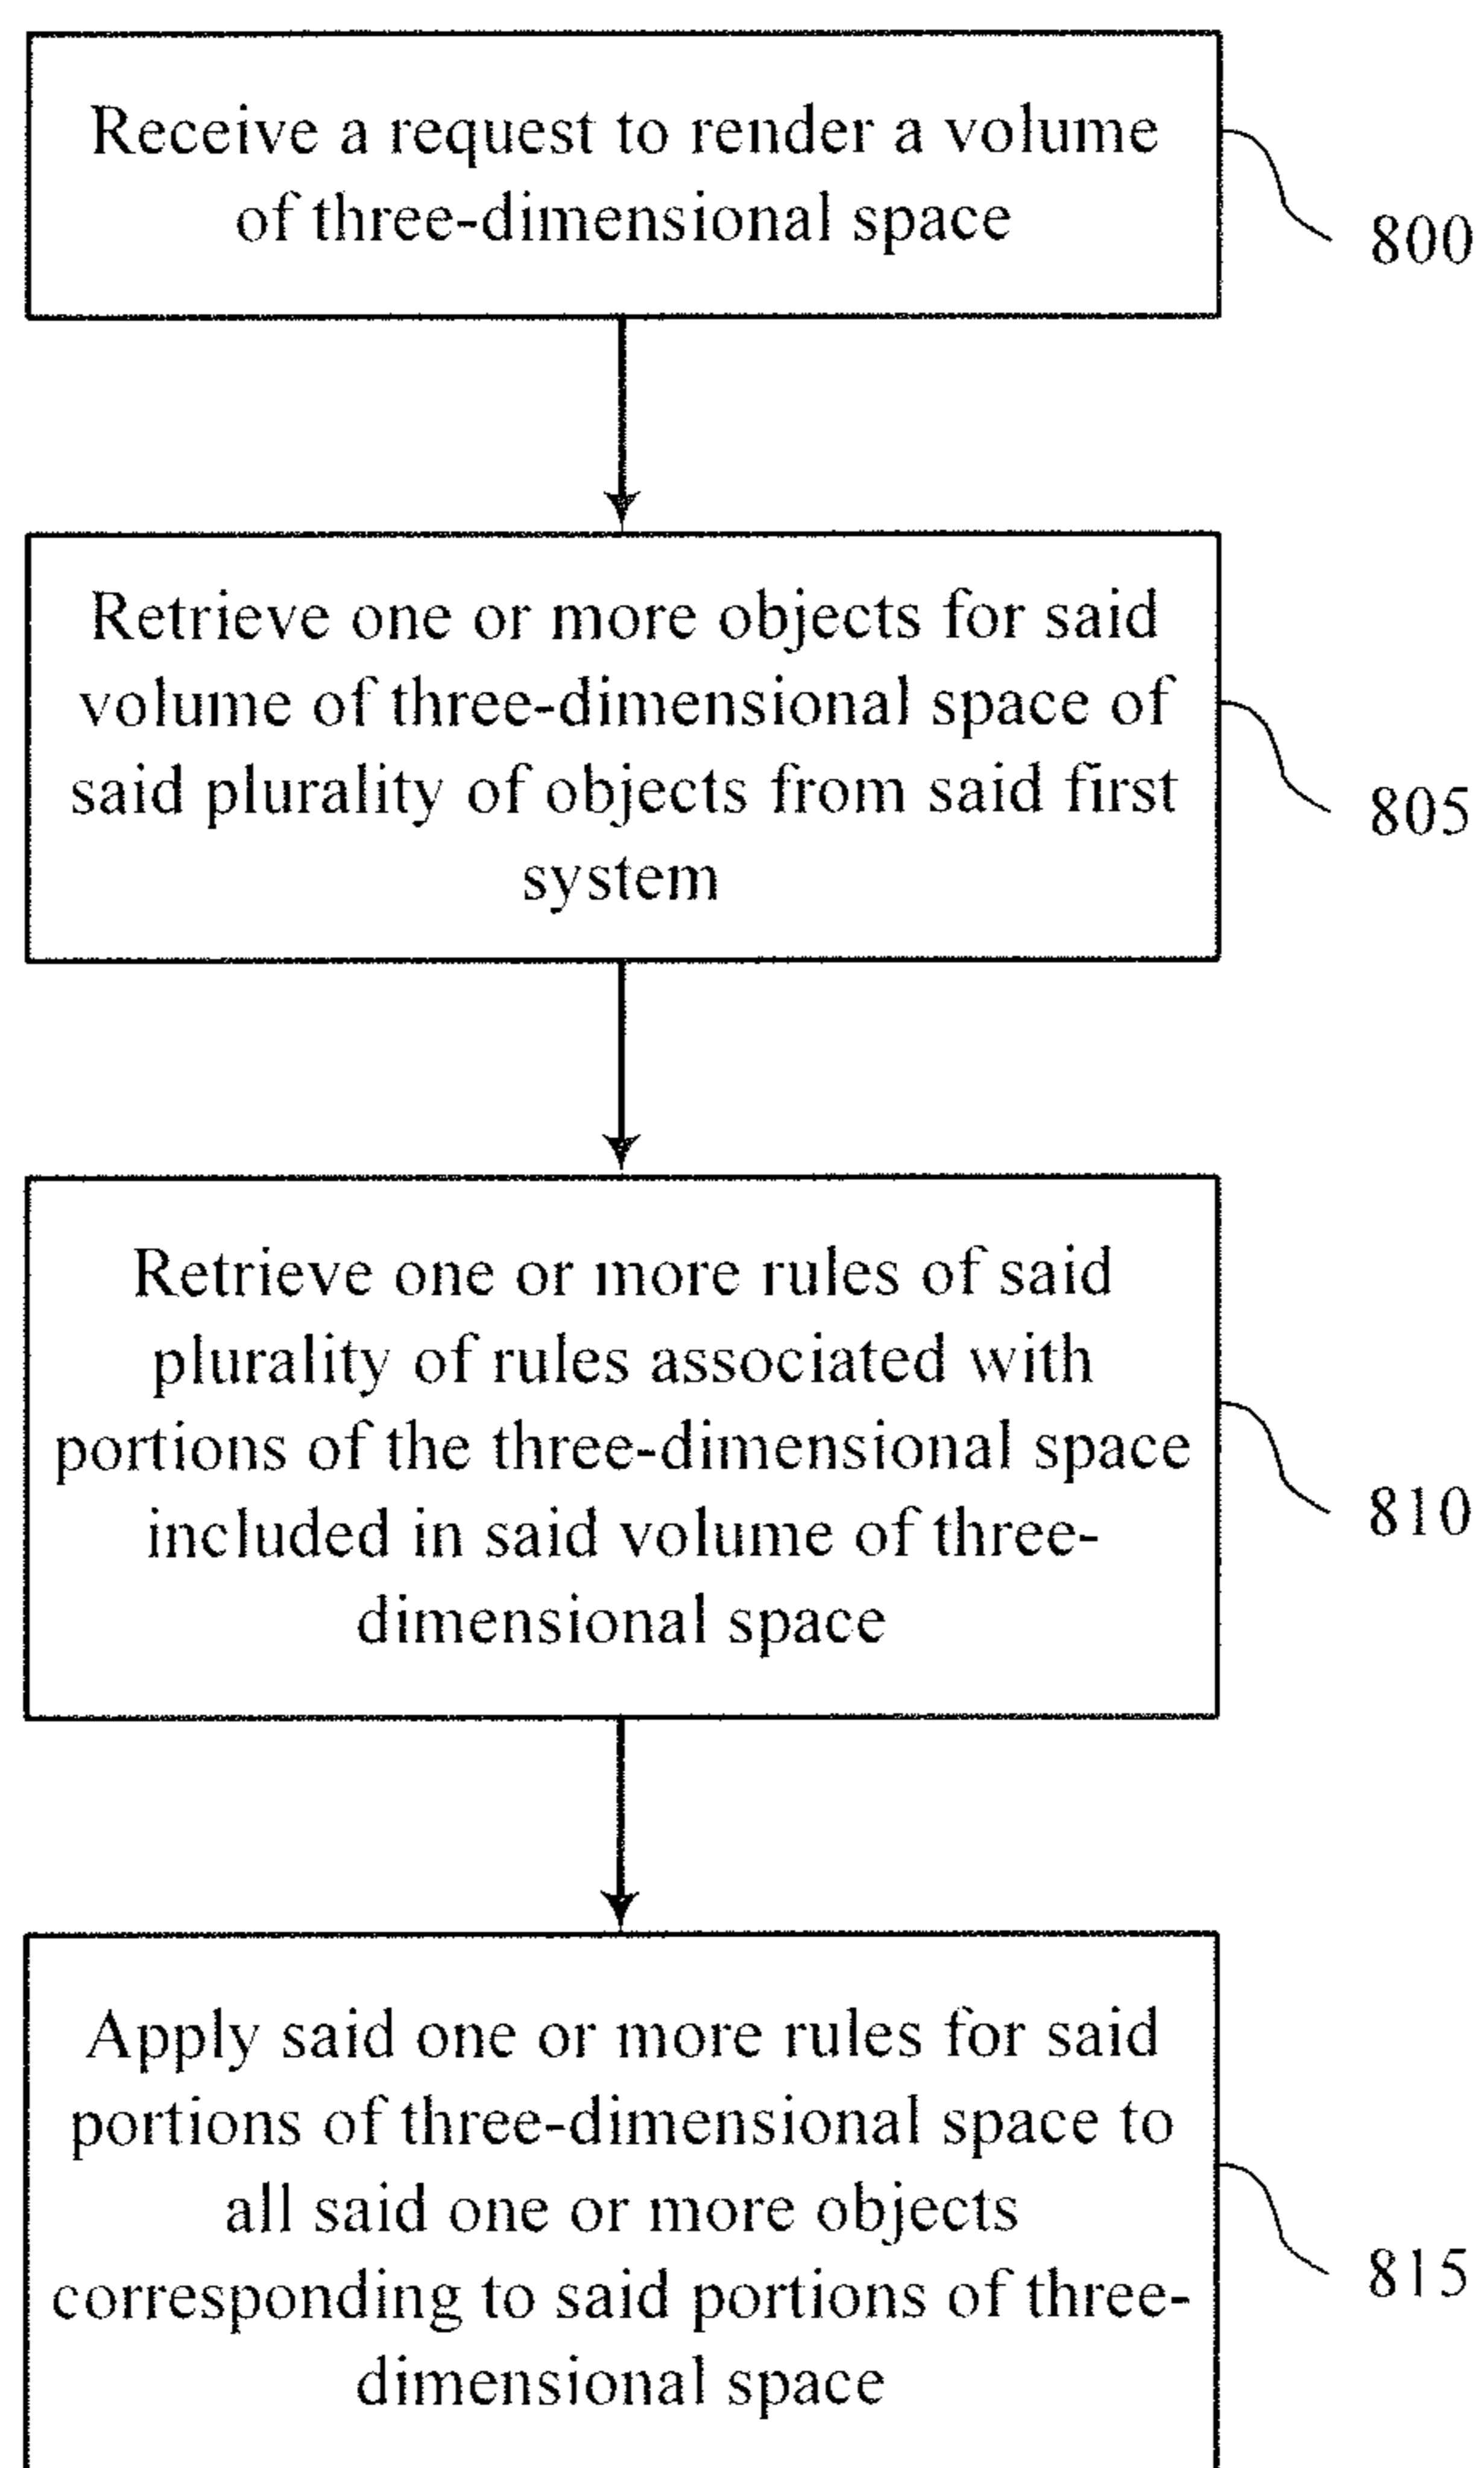 Receive a request to render a volume
of three-dimensional space
800
Retrieve one or more objects for said
volume of three-dimensional space of
said plurality of objects from said first
system
805
Retrieve one or more rules of said
plurality of rules associated with
portions of the three-dimensional space
included in said volume of three-
dimensional space
810
Apply said one or more rules for said
portions of three-dimensional space to
all said one or more objects
corresponding to said portions of three-
dimensional space
815